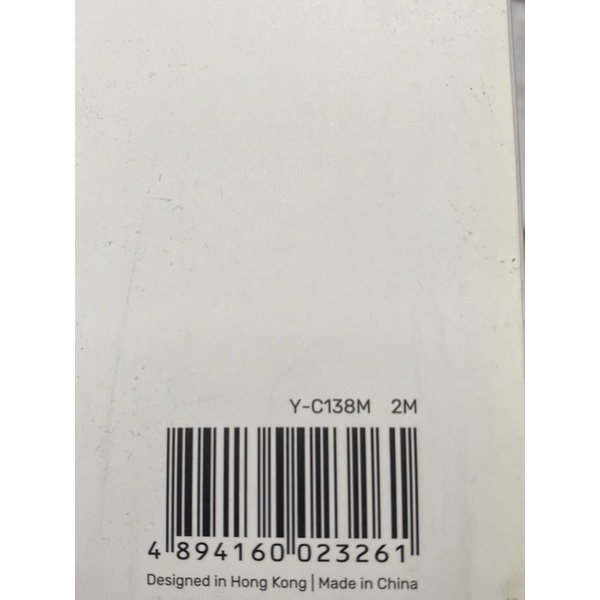 Y-C138M 2M
4 894160 023261
Designed in Hong Kong | Made in China